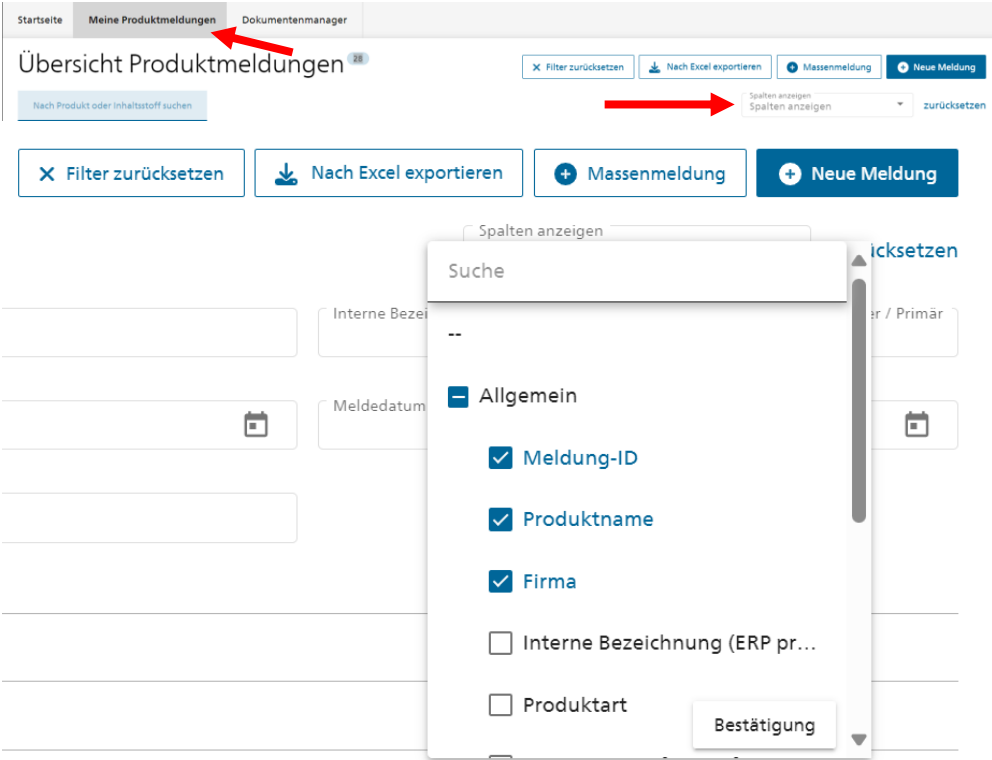 Startseite Meine Produktmeldungen Dokumentenmanager
Übersicht Produktmeldungen 28
Filter zurücksetzen Nach Excel exportieren Massenmeldung Neue Meldung
Nach Produkt oder Inhaltsstoff suchen
Spalten anzeigen
Spalten anzeigen zurücksetzen
Filter zurücksetzen Nach Excel exportieren Massenmeldung Neue Meldung
Spalten anzeigen
cksetzen
Suche
Interne Bezei er / Primär
--
Allgemein
Meldedatum
Meldung-ID
Produktname
Firma
Interne Bezeichnung (ERP pr...
Produktart
Bestätigung